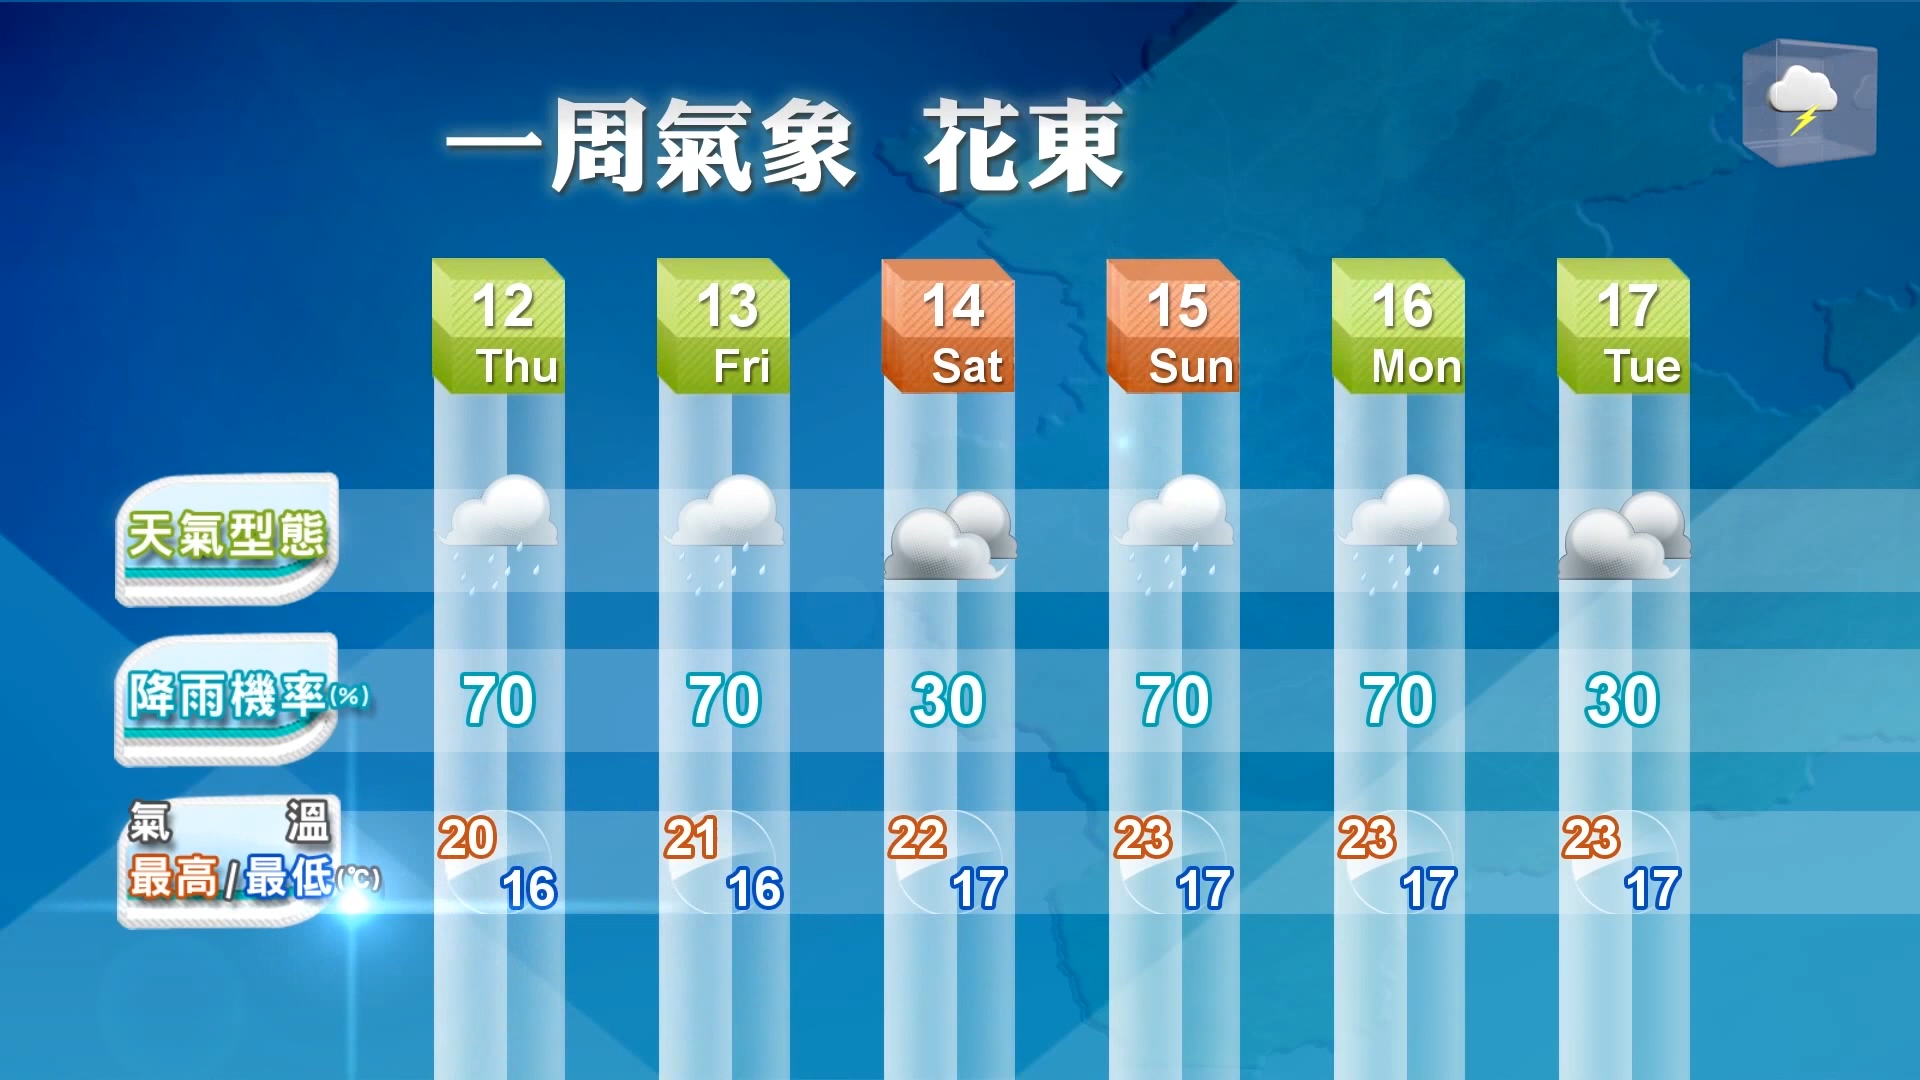 一周氣象 花東
12 13 14 15 16 17
Thu Fri Sat Sun Mon Tue
天氣型態
降雨機率(%) 70 70 30 70 70 30
氣 溫
20 21 22 23 23 23
最高/最低(℃)
16 16 17 17 17 17